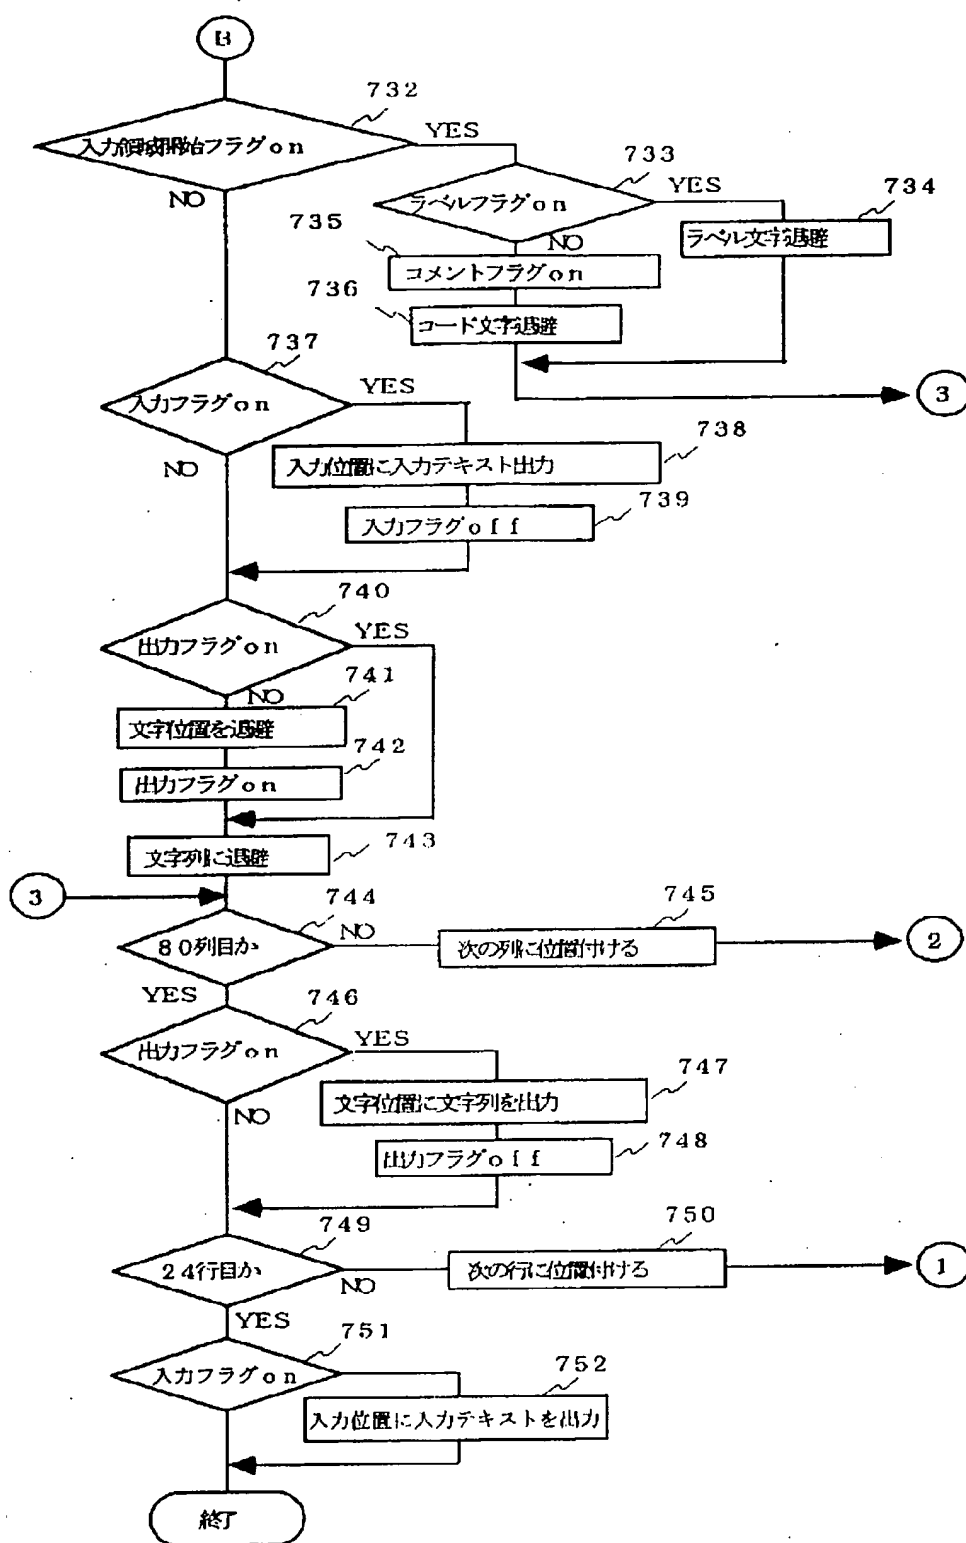 B
732
入力領域開始フラグon
YES
NO
733
ラベルフラグon
YES
734
ラベル文字退避
735
NO
コメントフラグon
736
コード文字退避
3
737
入力フラグon
YES
NO
738
入力位置に入力テキスト出力
739
入力フラグoff
740
出力フラグon
YES
NO
741
文字位置を退避
742
出力フラグon
743
文字列に退避
3
744
80列目か
NO
745
次の列に位置付ける
2
YES
746
出力フラグon
YES
NO
747
文字位置に文字列を出力
748
出力フラグoff
749
24行目か
NO
750
次の行に位置付ける
1
YES
751
入力フラグon
752
入力位置に入力テキストを出力
終了